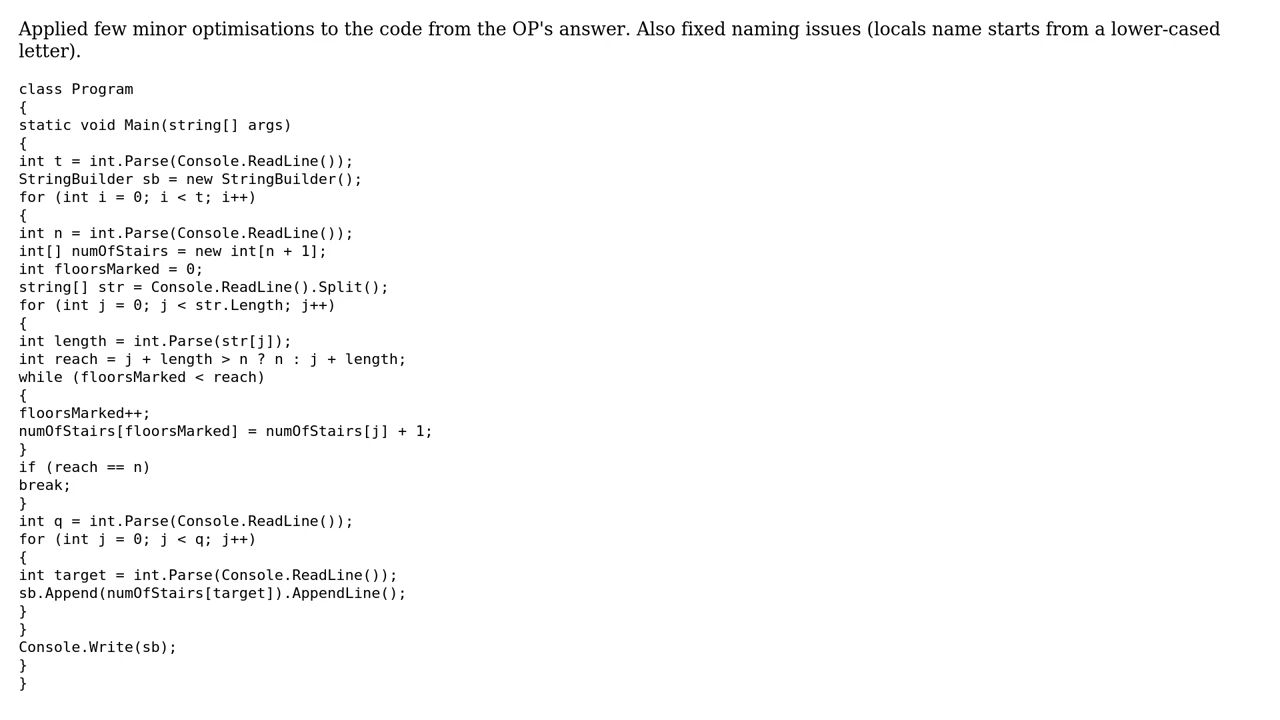 Applied few minor optimisations to the code from the OP's answer. Also fixed naming issues (locals name starts from a lower-cased
letter).
class Program
{
static void Main(string[] args)
{
int t = int.Parse(Console.ReadLine());
StringBuilder sb = new StringBuilder();
for (int i = 0; i < t; i++)
{
int n = int.Parse(Console.ReadLine());
int[] numOfStairs = new int[n + 1];
int floorsMarked = 0;
string[] str = Console.ReadLine().Split();
for (int j = 0; j < str.Length; j++)
{
int length = int.Parse(str[j]);
int reach = j + length > n ? n : j + length;
while (floorsMarked < reach)
{
floorsMarked++;
numOfStairs[floorsMarked] = numOfStairs[j] + 1;
}
if (reach == n)
break;
}
int q = int.Parse(Console.ReadLine());
for (int j = 0; j < q; j++)
{
int target = int.Parse(Console.ReadLine());
sb.Append(numOfStairs[target]).AppendLine();
}
}
Console.Write(sb);
}
}